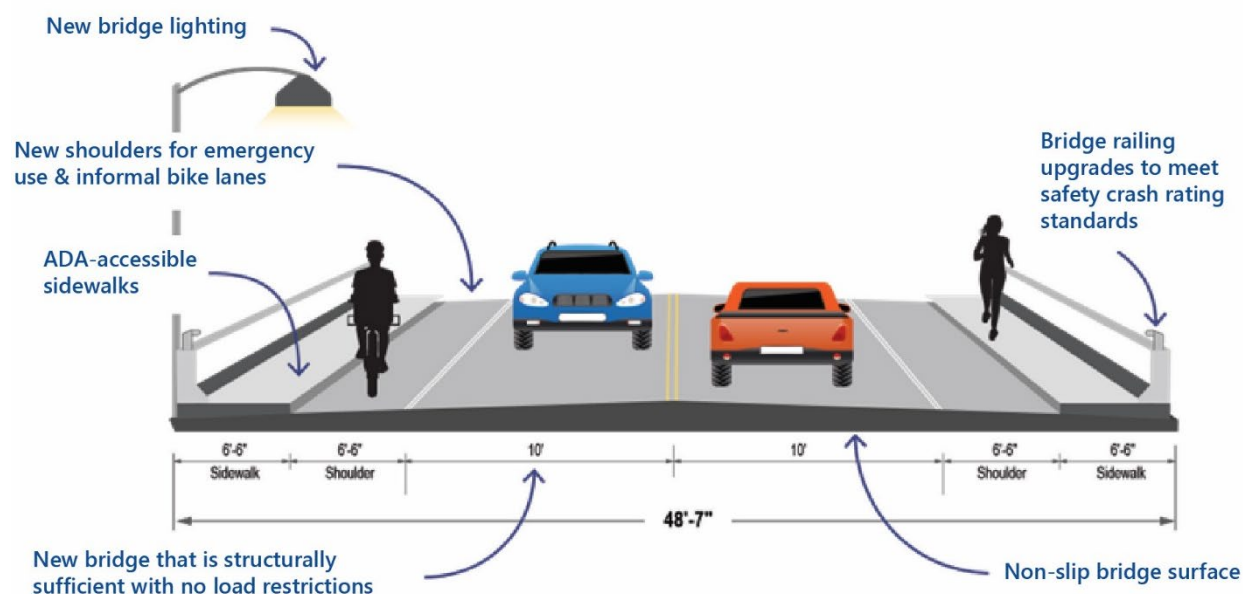 New bridge lighting
New shoulders for emergency
use & informal bike lanes
ADA-accessible
sidewalks
Bridge railing
upgrades to meet
safety crash rating
standards
6'-6"
Sidewalk
6'-6"
Shoulder
10'
10'
6'-6"
Shoulder
6'-6"
Sidewalk
48'-7"
New bridge that is structurally
sufficient with no load restrictions
Non-slip bridge surface